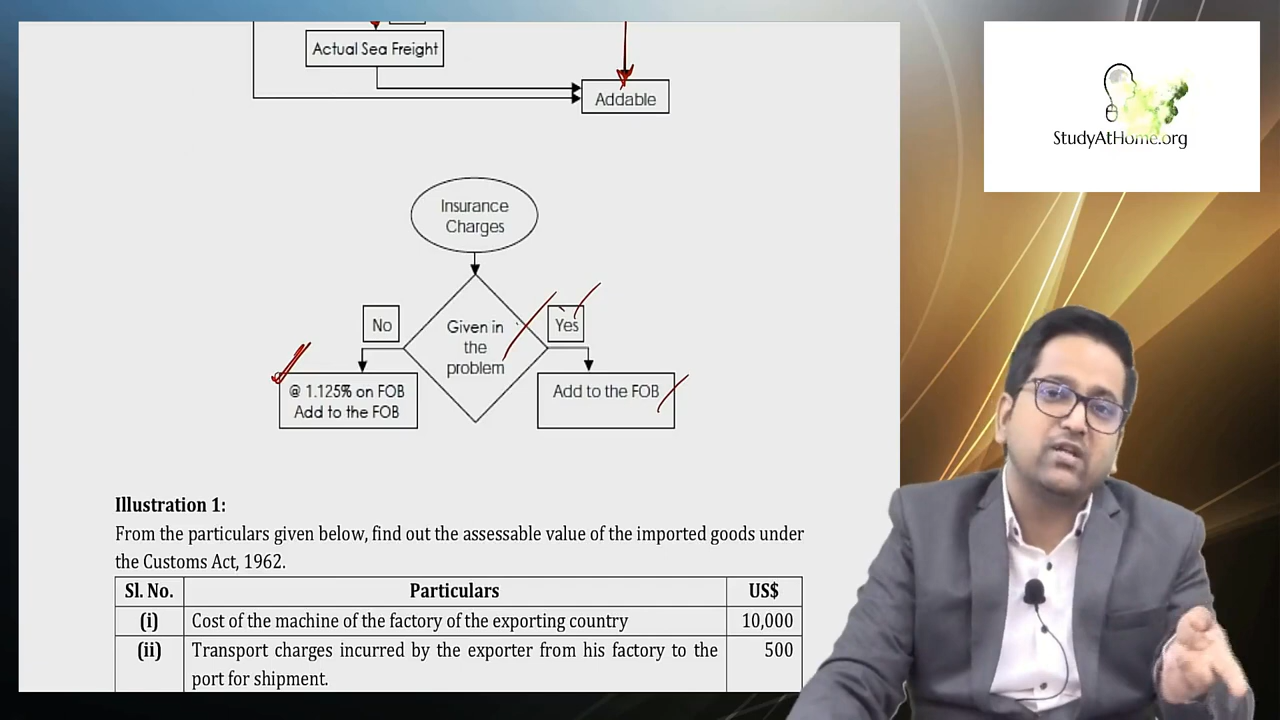 Actual Sea Freight
Addable
StudyAtHome.org
Insurance
Charges
No
Given in
the
problem
Yes
@ 1.125% on FOB
Add to the FOB
Add to the FOB
Illustration 1:
From the particulars given below, find out the assessable value of the imported goods under
the Customs Act, 1962.
Sl. No. Particulars US$
(i) Cost of the machine of the factory of the exporting country 10,000
(ii) Transport charges incurred by the exporter from his factory to the 500
port for shipment.